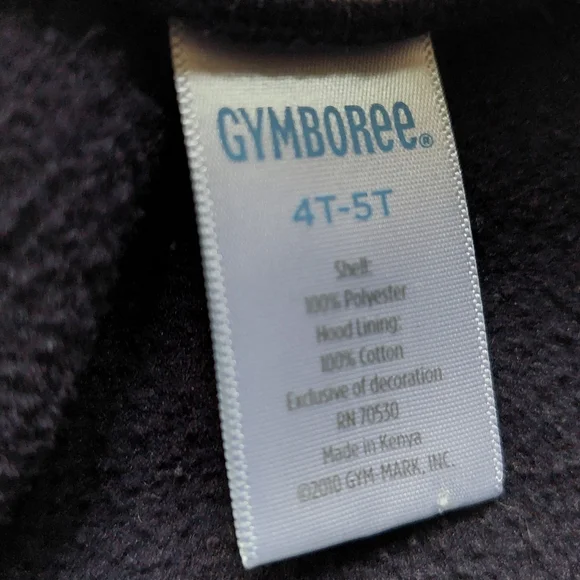 GYMBORee®
4T-5T
Shell:
100% Polyester
Hood Lining:
100% Cotton
Exclusive of decoration
RN 70530
Made in Kenya
©2010 GYM-MARK, INC.